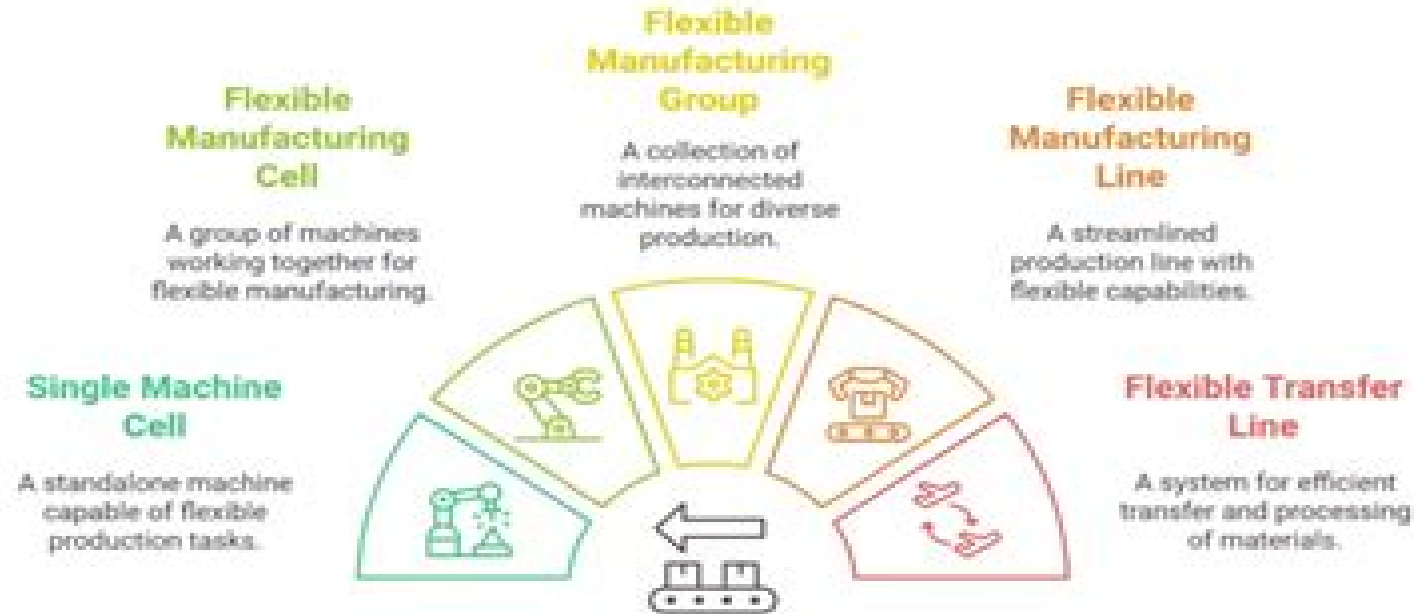 Flexible
Manufacturing
Group
A collection of
interconnected
machines for diverse
production.
Flexible
Manufacturing
Cell
A group of machines
working together for
flexible manufacturing.
Flexible
Manufacturing
Line
A streamlined
production line with
flexible capabilities.
Single Machine
Cell
A standalone machine
capable of flexible
production tasks.
Flexible Transfer
Line
A system for efficient
transfer and processing
of materials.